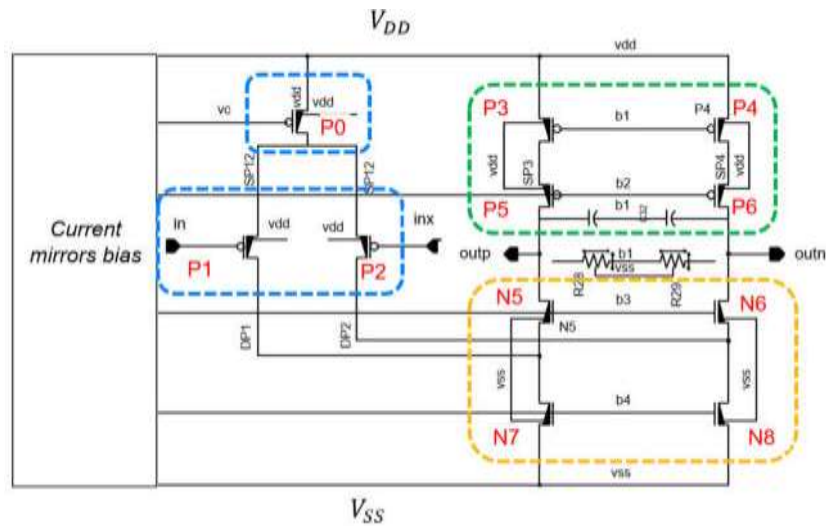 V_DD
vdd
vdd
vdd
vc
P0
P3
b1
P4
P4
vdd
SP3
SP4
vdd
SP12
SP12
b2
P5
b1
P6
in
vdd
vdd
inx
Current
mirrors bias
P1
P2
outp
b1
vss
outn
R28
R29
N5
b3
N6
N5
DP1
DP2
vss
vss
b4
N7
N8
vss
V_SS